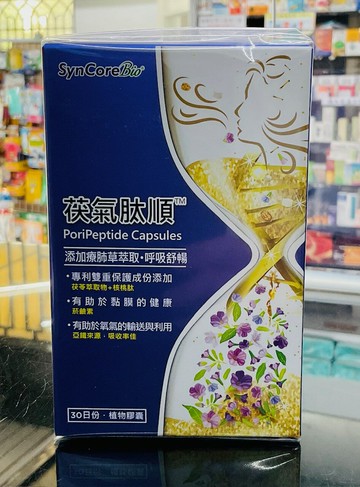 SynCoreBio®
茯氣肽順™
PoriPeptide Capsules
添加療肺草萃取・呼吸舒暢
・專利雙重保護成份添加
茯苓萃取物+核桃肽
・有助於黏膜的健康
菸鹼素
・有助於氧氣的輸送與利用
亞鐵來源・吸收率佳
30日份・植物膠囊